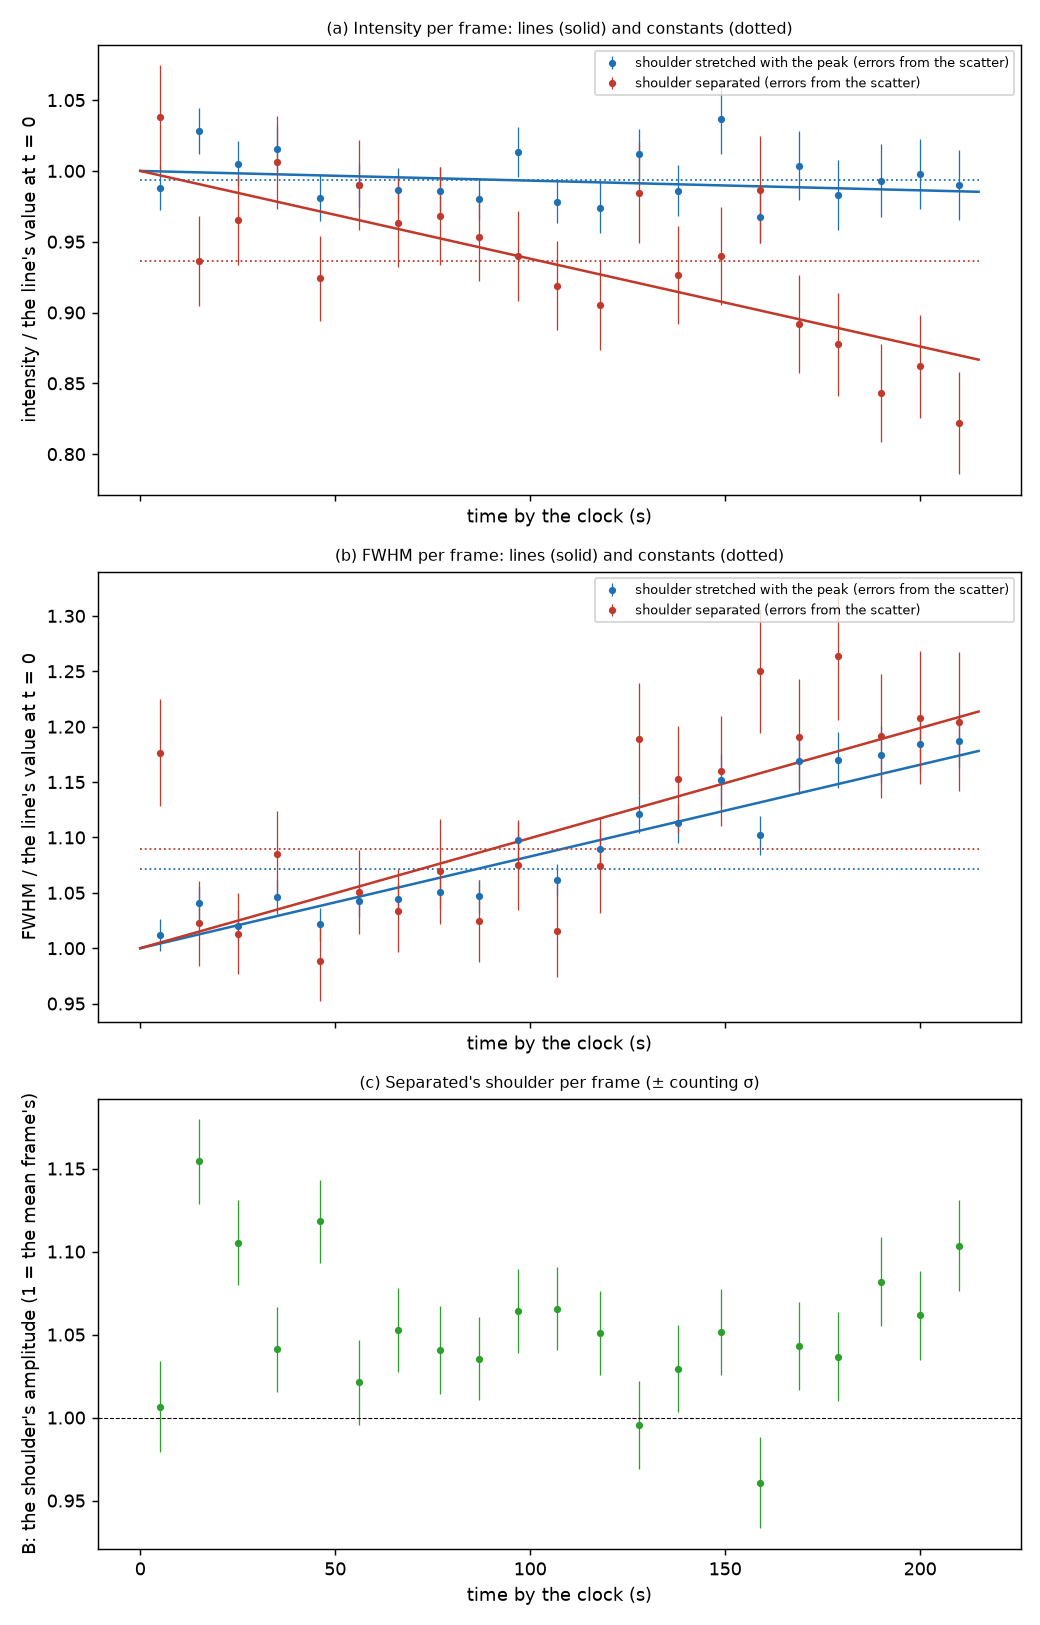 (a) Intensity per frame: lines (solid) and constants (dotted)
shoulder stretched with the peak (errors from the scatter)
shoulder separated (errors from the scatter)
intensity / the line's value at t = 0
1.05
1.00
0.95
0.90
0.85
0.80
time by the clock (s)
(b) FWHM per frame: lines (solid) and constants (dotted)
shoulder stretched with the peak (errors from the scatter)
shoulder separated (errors from the scatter)
FWHM / the line's value at t = 0
1.30
1.25
1.20
1.15
1.10
1.05
1.00
0.95
time by the clock (s)
(c) Separated's shoulder per frame (± counting σ)
B: the shoulder's amplitude (1 = the mean frame's)
1.15
1.10
1.05
1.00
0.95
0 50 100 150 200
time by the clock (s)